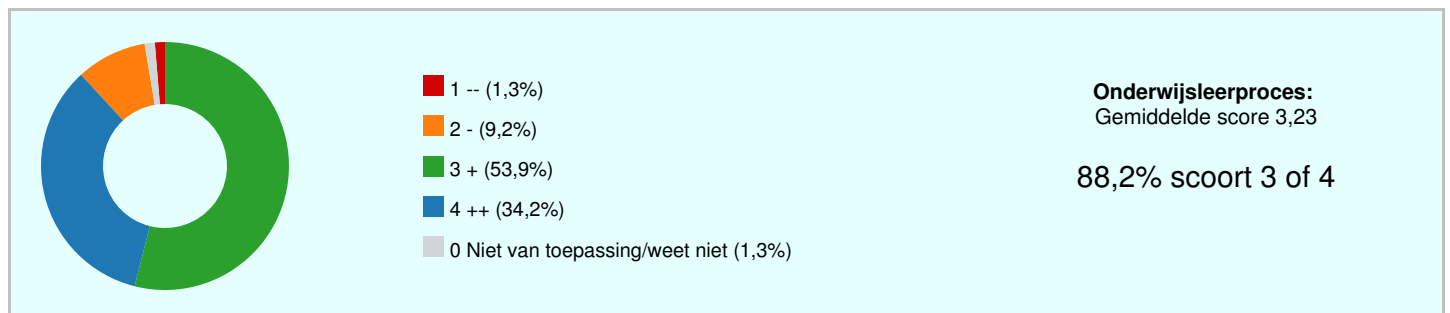 1 -- (1,3%)
2 - (9,2%)
3 + (53,9%)
4 ++ (34,2%)
0 Niet van toepassing/weet niet (1,3%)
Onderwijsleerproces:
Gemiddelde score 3,23
88,2% scoort 3 of 4